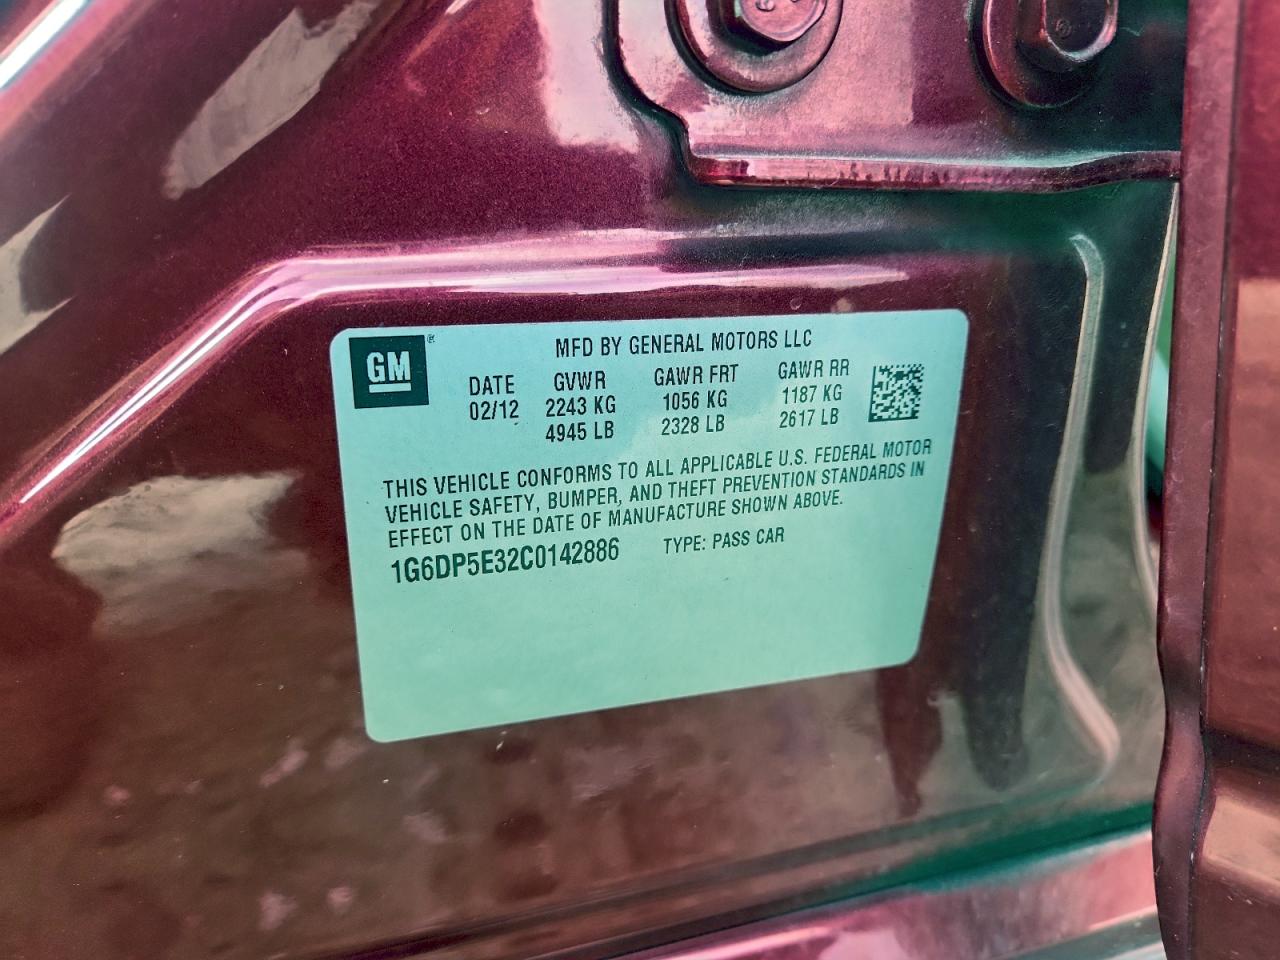 GM®
MFD BY GENERAL MOTORS LLC
DATE GVWR GAWR FRT GAWR RR
02/12 2243 KG 1056 KG 1187 KG
4945 LB 2328 LB 2617 LB
THIS VEHICLE CONFORMS TO ALL APPLICABLE U.S. FEDERAL MOTOR
VEHICLE SAFETY, BUMPER, AND THEFT PREVENTION STANDARDS IN
EFFECT ON THE DATE OF MANUFACTURE SHOWN ABOVE.
1G6DP5E32C0142886 TYPE: PASS CAR